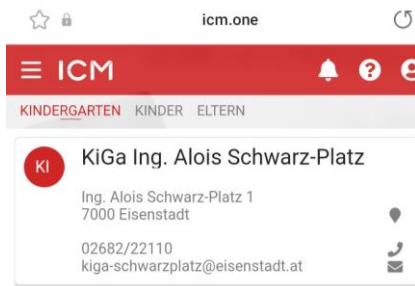 icm.one
ICM
KINDERGARTEN KINDER ELTERN
KI
KiGa Ing. Alois Schwarz-Platz
Ing. Alois Schwarz-Platz 1
7000 Eisenstadt
02682/22110
kiga-schwarzplatz@eisenstadt.at